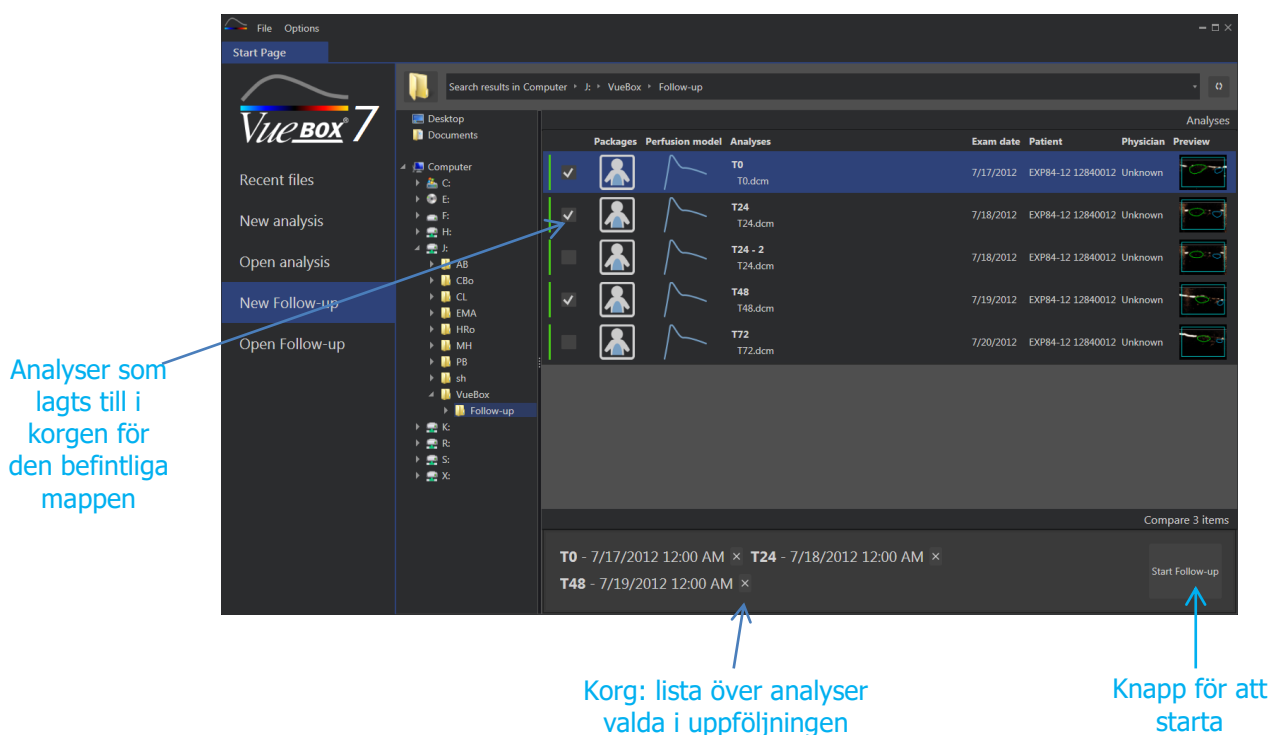 File Options
Start Page
VUEBOX® 7
Recent files
New analysis
Open analysis
New Follow-up
Open Follow-up
Search results in Computer J: VueBox Follow-up
Desktop
Documents
Computer
C:
E:
F:
H:
J:
AB
CBo
CL
EMA
HRo
MH
PB
sh
VueBox
Follow-up
K:
R:
S:
X:
Analyses
Packages Perfusion model Analyses Exam date Patient Physician Preview
T0
T0.dcm
7/17/2012 EXP84-12 12840012 Unknown
T24
T24.dcm
7/18/2012 EXP84-12 12840012 Unknown
T24 - 2
T24.dcm
7/18/2012 EXP84-12 12840012 Unknown
T48
T48.dcm
7/19/2012 EXP84-12 12840012 Unknown
T72
T72.dcm
7/20/2012 EXP84-12 12840012 Unknown
Compare 3 items
T0 - 7/17/2012 12:00 AM × T24 - 7/18/2012 12:00 AM ×
T48 - 7/19/2012 12:00 AM ×
Start Follow-up
Analyser som
lagts till i
korgen för
den befintliga
mappen
Korg: lista över analyser
valda i uppföljningen
Knapp för att
starta